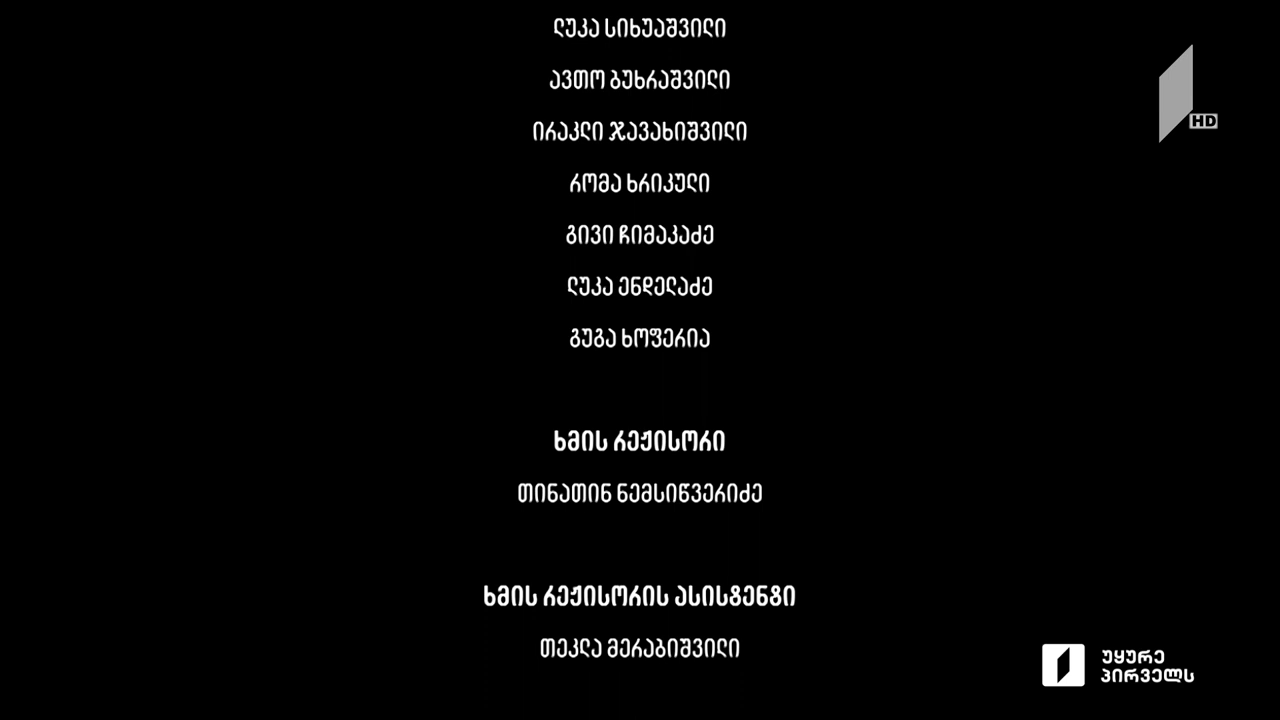 ლუკა სიხუაშვილი
ავთო ბუხრაშვილი
HD
ირაკლი ჯავახიშვილი
რომა ხრიკული
გივი ჩიმაკაძე
ლუკა ენდელაძე
გუგა ხოფერია
ხმის რეჟისორი
თინათინ ნემსიწვერიძე
ხმის რეჟისორის ასისტენტი
თეკლა მერაბიშვილი
უყურე
პირველს